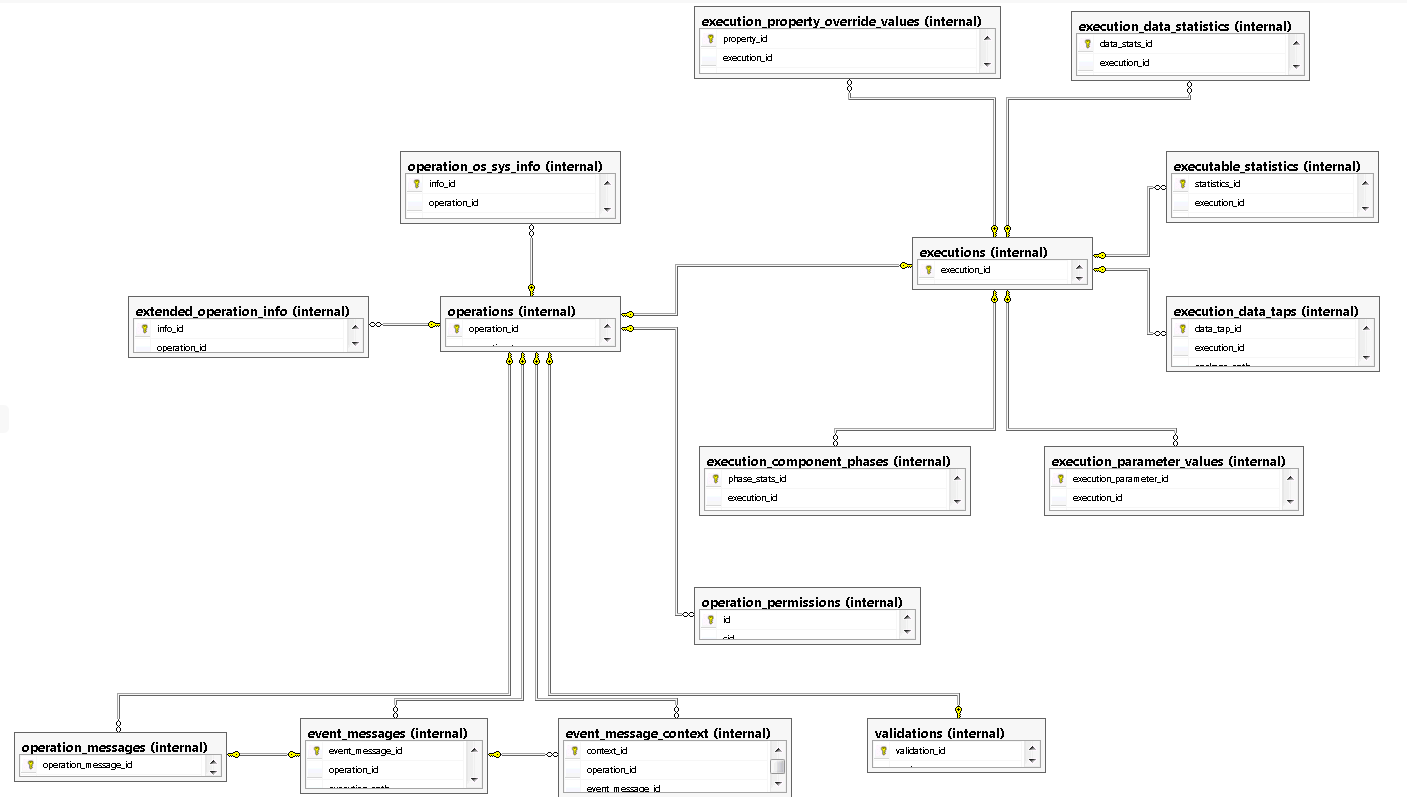 execution_property_override_values (internal)
property_id
execution_id
execution_data_statistics (internal)
data_stats_id
execution_id
operation_os_sys_info (internal)
info_id
operation_id
executable_statistics (internal)
statistics_id
execution_id
executions (internal)
execution_id
extended_operation_info (internal)
info_id
operation_id
operations (internal)
operation_id
execution_data_taps (internal)
data_tap_id
execution_id
execution_component_phases (internal)
phase_stats_id
execution_id
execution_parameter_values (internal)
execution_parameter_id
execution_id
operation_permissions (internal)
id
operation_messages (internal)
operation_message_id
event_messages (internal)
event_message_id
operation_id
event_message_context (internal)
context_id
operation_id
event_message_id
validations (internal)
validation_id